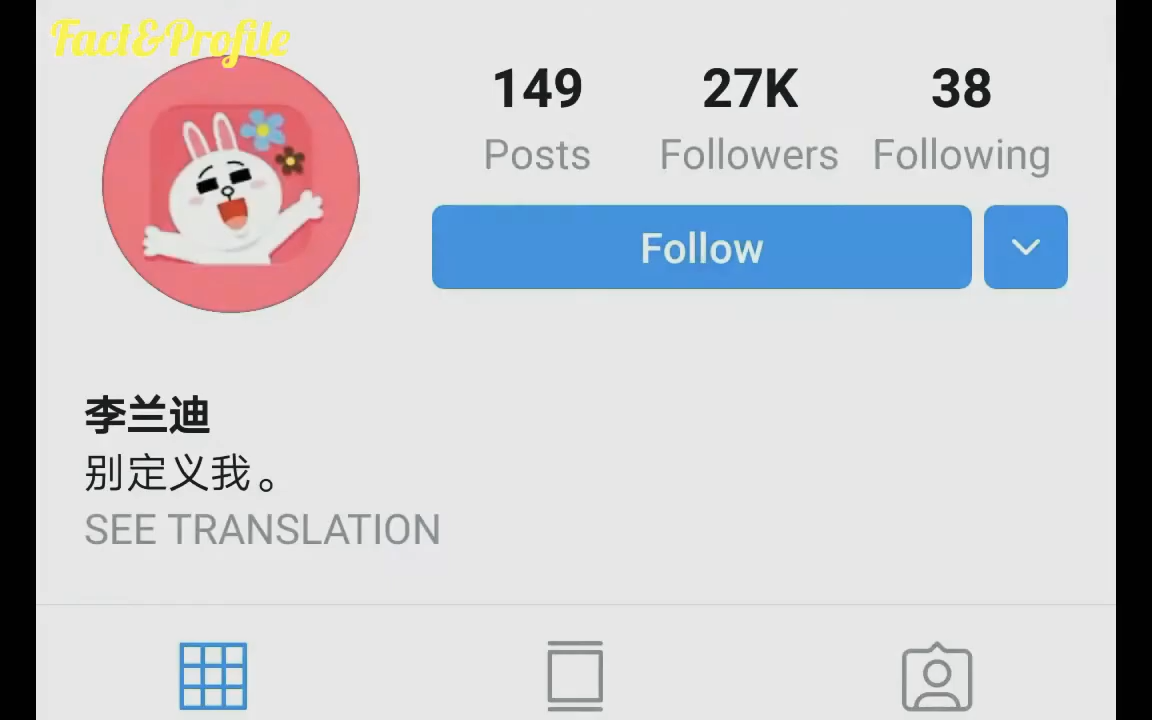 Fact&Profile
149 27K 38
Posts Followers Following
Follow
李兰迪
别定义我。
SEE TRANSLATION